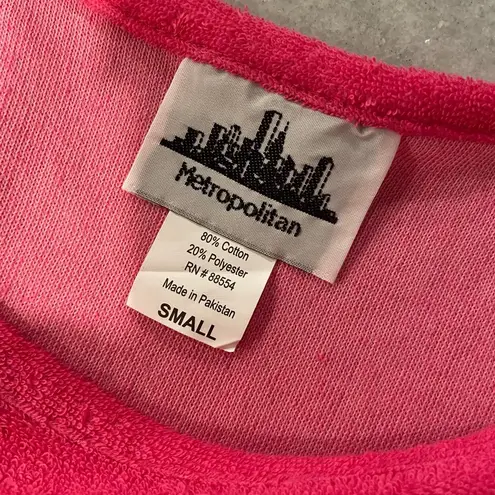 Metropolitan
80% Cotton
20% Polyester
RN # 88554
Made in Pakistan
SMALL